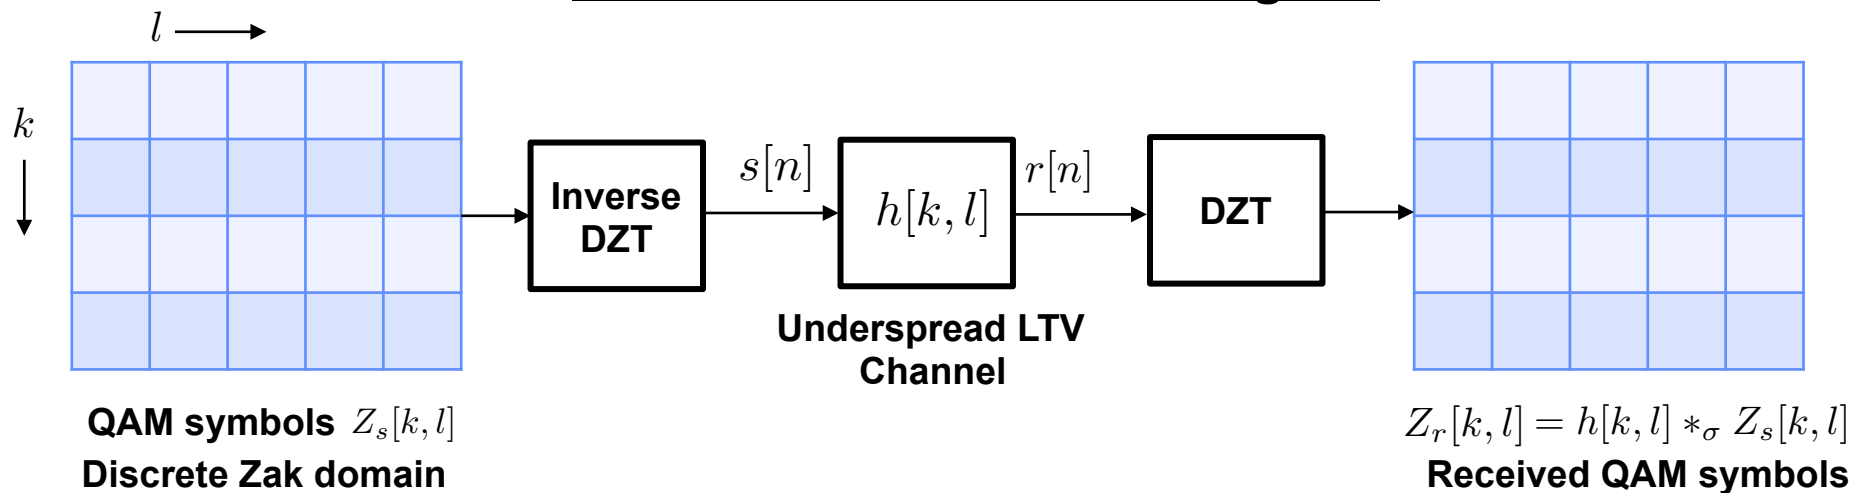 l
k
Inverse
DZT
s[n]
h[k, l]
r[n]
DZT
Underspread LTV
Channel
QAM symbols Z_s[k, l]
Discrete Zak domain
Z_r[k, l] = h[k, l] *_σ Z_s[k, l]
Received QAM symbols